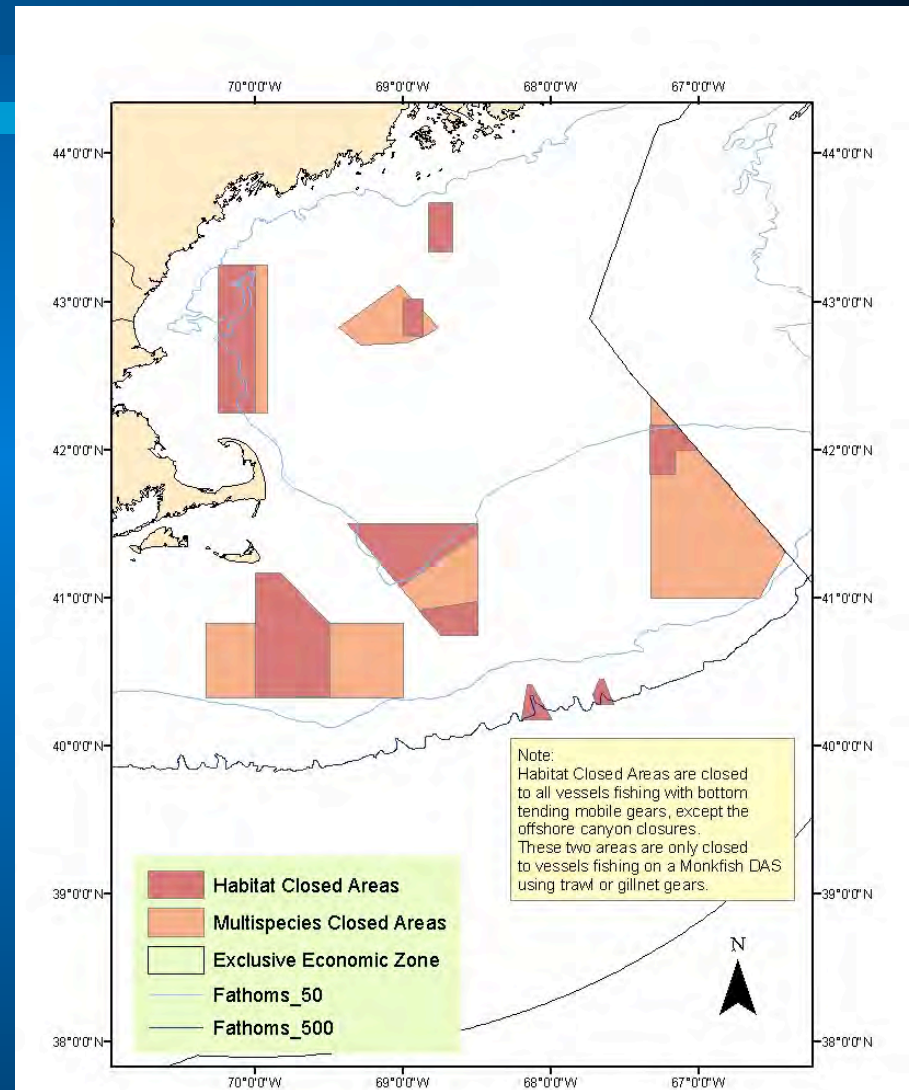 70°0'0"W 69°0'0"W 68°0'0"W 67°0'0"W
44°0'0"N 44°0'0"N
43°0'0"N 43°0'0"N
42°0'0"N 42°0'0"N
41°0'0"N 41°0'0"N
40°0'0"N 40°0'0"N
Note:
Habitat Closed Areas are closed
to all vessels fishing with bottom
tending mobile gears, except the
offshore canyon closures.
These two areas are only closed
to vessels fishing on a Monkfish DAS
using trawl or gillnet gears.
Habitat Closed Areas
39°0'0"N 39°0'0"N
Multispecies Closed Areas
Exclusive Economic Zone
N
Fathoms_50
Fathoms_500
38°0'0"N 38°0'0"N
70°0'0"W 69°0'0"W 68°0'0"W 67°0'0"W